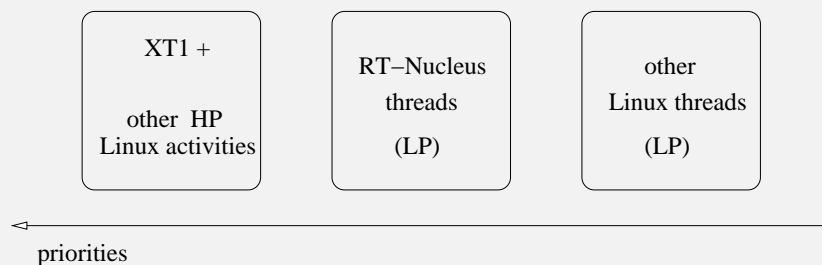 XT1 +
other HP
Linux activities
RT–Nucleus
threads
(LP)
other
Linux threads
(LP)
priorities